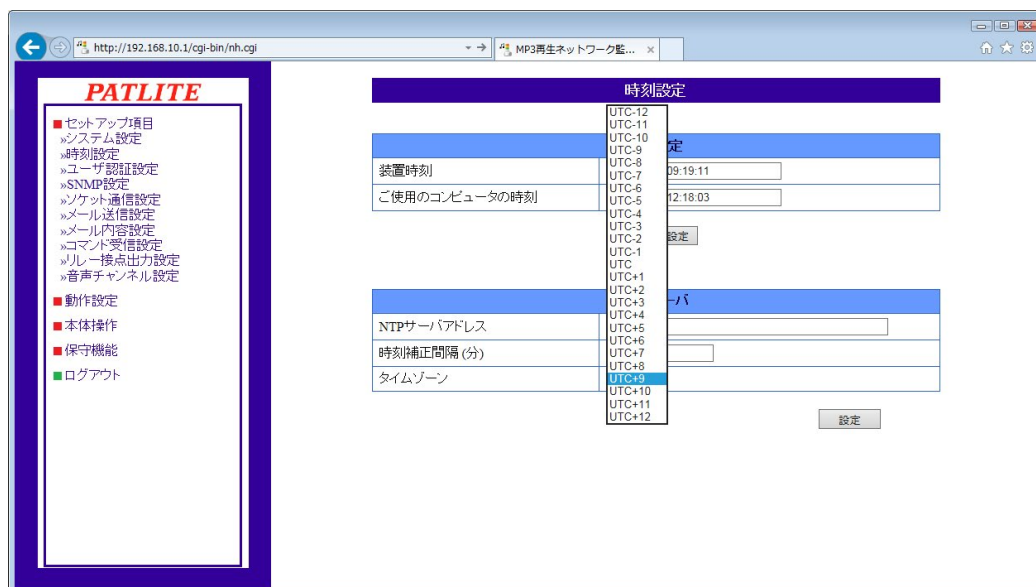 http://192.168.10.1/cgi-bin/nh.cgi
MP3再生ネットワーク監...
PATLITE
セットアップ項目
»システム設定
»時刻設定
»ユーザ認証設定
»SNMP設定
»ソケット通信設定
»メール送信設定
»メール内容設定
»コマンド受信設定
»リレー接点出力設定
»音声チャンネル設定
動作設定
本体操作
保守機能
ログアウト
時刻設定
定
装置時刻
09:19:11
ご使用のコンピュータの時刻
12:18:03
設定
ーバ
NTPサーバアドレス
時刻補正間隔 (分)
タイムゾーン
UTC-12
UTC-11
UTC-10
UTC-9
UTC-8
UTC-7
UTC-6
UTC-5
UTC-4
UTC-3
UTC-2
UTC-1
UTC
UTC+1
UTC+2
UTC+3
UTC+4
UTC+5
UTC+6
UTC+7
UTC+8
UTC+9
UTC+10
UTC+11
UTC+12
設定